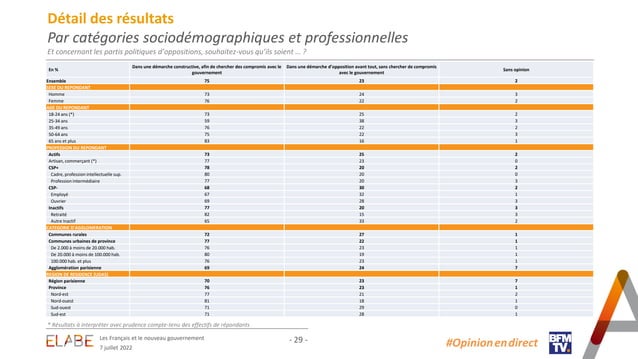 Détail des résultats
Par catégories sociodémographiques et professionnelles
Et concernant les partis politiques d'oppositions, souhaitez-vous qu'ils soient … ?
En % Dans une démarche constructive, afin de chercher des compromis avec le gouvernement Dans une démarche d'opposition avant tout, sans chercher de compromis avec le gouvernement Sans opinion
Ensemble 75 23 2
SEXE DU REPONDANT
Homme 73 24 3
Femme 76 22 2
AGE DU REPONDANT
18-24 ans (*) 73 25 2
25-34 ans 59 38 3
35-49 ans 76 22 2
50-64 ans 75 22 3
65 ans et plus 83 16 1
PROFESSION DU REPONDANT
Actifs 73 25 2
Artisan, commerçant (*) 77 23 0
CSP+ 78 20 2
Cadre, profession intellectuelle sup. 80 20 0
Profession intermédiaire 77 20 3
CSP- 68 30 2
Employé 67 32 1
Ouvrier 69 28 3
Inactifs 77 20 3
Retraité 82 15 3
Autre inactif 65 33 2
CATEGORIE D'AGGLOMERATION
Communes rurales 72 27 1
Communes urbaines de province 77 22 1
De 2.000 à moins de 20.000 hab. 76 23 1
De 20.000 à moins de 100.000 hab. 80 19 1
100.000 hab. et plus 76 23 1
Agglomération parisienne 69 24 7
REGION DE RESIDENCE (UDA5)
Région parisienne 70 23 7
Province 76 23 1
Nord-est 77 21 2
Nord-ouest 81 18 1
Sud-ouest 71 29 0
Sud-est 71 28 1
* Résultats à interpréter avec prudence compte-tenu des effectifs de répondants
ELABE
Les Français et le nouveau gouvernement
7 juillet 2022
- 29 -
#Opinion en direct
BFM
TV.